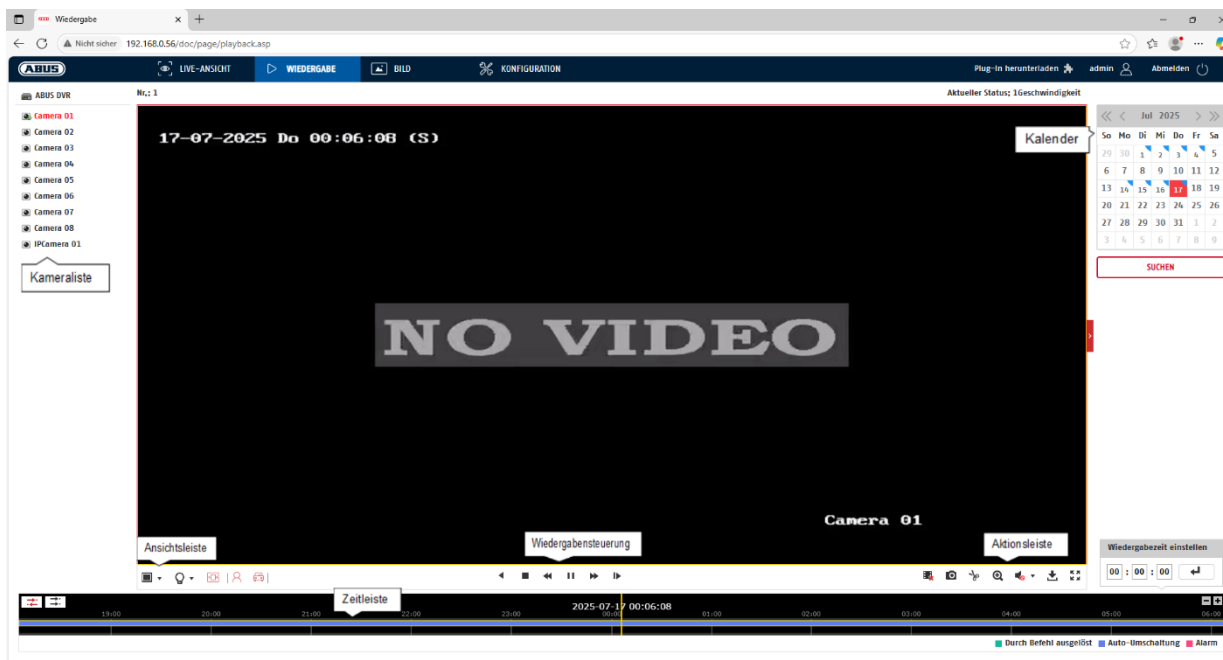 Wiedergabe
Nicht sicher 192.168.0.56/doc/page/playback.asp
ABUS LIVE-ANSICHT WIEDERGABE BILD KONFIGURATION Plug-In herunterladen admin Abmelden
ABUS DVR
Nr.: 1 Aktueller Status: 1Geschwindigkeit
Camera 01
Camera 02
Camera 03
Camera 04
Camera 05
Camera 06
Camera 07
Camera 08
IPCamera 01
Kameraliste
17-07-2025 Do 00:06:08 (S)
Kalender
Jul 2025
So Mo Di Mi Do Fr Sa
29 30 1 2 3 4 5
6 7 8 9 10 11 12
13 14 15 16 17 18 19
20 21 22 23 24 25 26
27 28 29 30 31 1 2
3 4 5 6 7 8 9
SUCHEN
NO VIDEO
Camera 01
Ansichtsleiste
Wiedergabensteuerung
Aktionsleiste
Wiedergabezeit einstellen
00 : 00 : 00
Zeitleiste
2025-07-17 00:06:08
19:00 20:00 21:00 22:00 23:00 00:00 01:00 02:00 03:00 04:00 05:00 06:00
Durch Befehl ausgelöst Auto-Umschaltung Alarm